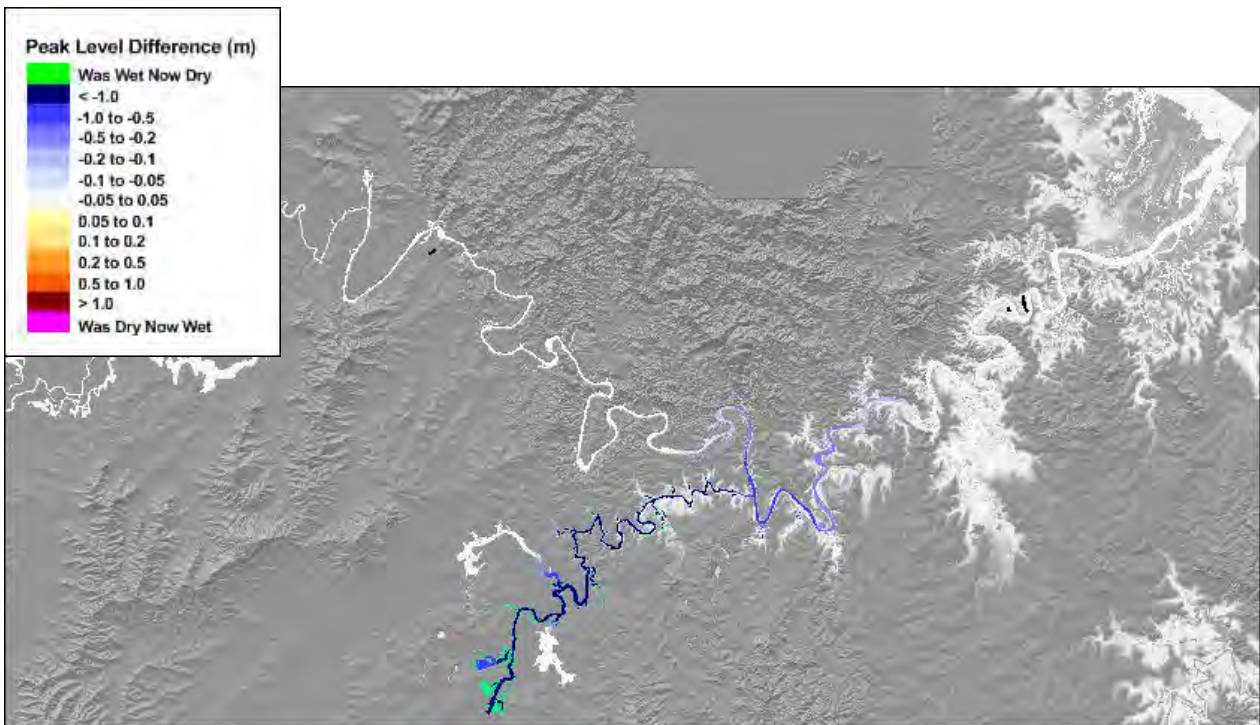 Peak Level Difference (m)
Was Wet Now Dry
< -1.0
-1.0 to -0.5
-0.5 to -0.2
-0.2 to -0.1
-0.1 to -0.05
-0.05 to 0.05
0.05 to 0.1
0.1 to 0.2
0.2 to 0.5
0.5 to 1.0
> 1.0
Was Dry Now Wet